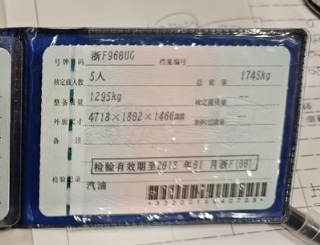 号牌号码 浙F968UG 档案编号
核定载人数 5人 总质量 1745kg
整备质量 1295kg 核定载质量 --
外廓尺寸 4718×1802×1466mm 准牵引总质量 --
备注
检验有效期至2013年01月浙F(00)
检验记录
汽油